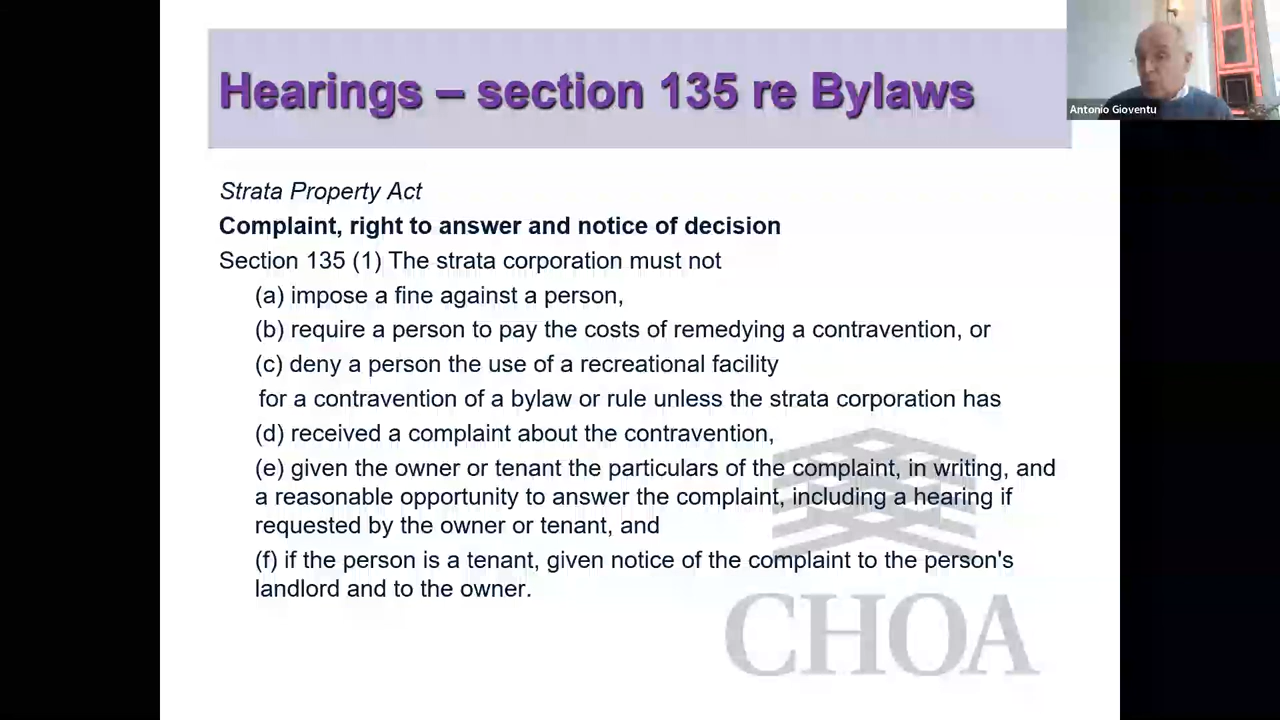 Hearings – section 135 re Bylaws
Antonio Gioventu
Strata Property Act
Complaint, right to answer and notice of decision
Section 135 (1) The strata corporation must not
(a) impose a fine against a person,
(b) require a person to pay the costs of remedying a contravention, or
(c) deny a person the use of a recreational facility
for a contravention of a bylaw or rule unless the strata corporation has
(d) received a complaint about the contravention,
(e) given the owner or tenant the particulars of the complaint, in writing, and
a reasonable opportunity to answer the complaint, including a hearing if
requested by the owner or tenant, and
(f) if the person is a tenant, given notice of the complaint to the person's
landlord and to the owner.
CHOA